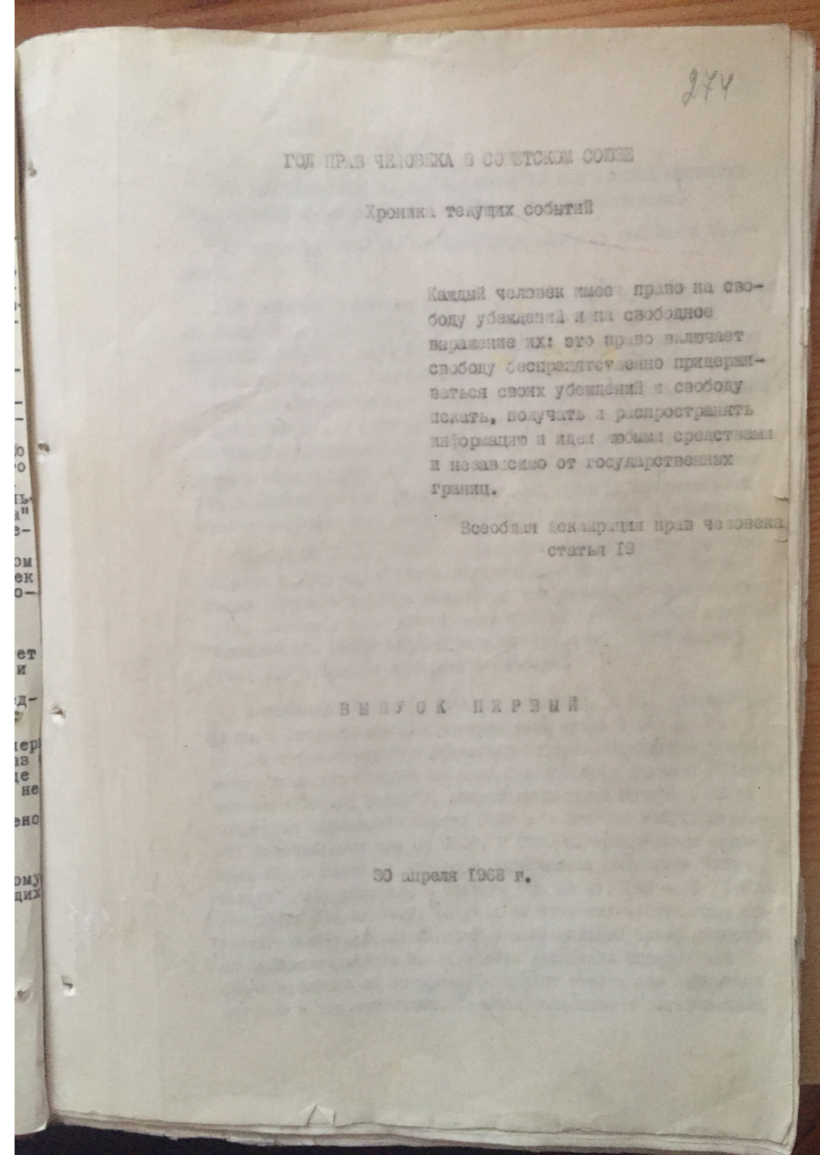 274
ГОД ПРАВ ЧЕЛОВЕКА В СОВЕТСКОМ СОЮЗЕ
Хроника текущих событий
Каждый человек имеет право на сво-
боду убеждений и на свободное
выражение их: это право включает
свободу беспрепятственно придержи-
ваться своих убеждений и свободу
искать, получать и распространять
информацию и идеи любыми средствами
и независимо от государственных
границ.
Всеобщая декларация прав человека,
статья 19
ВЫПУСК ПЕРВЫЙ
30 апреля 1968 г.